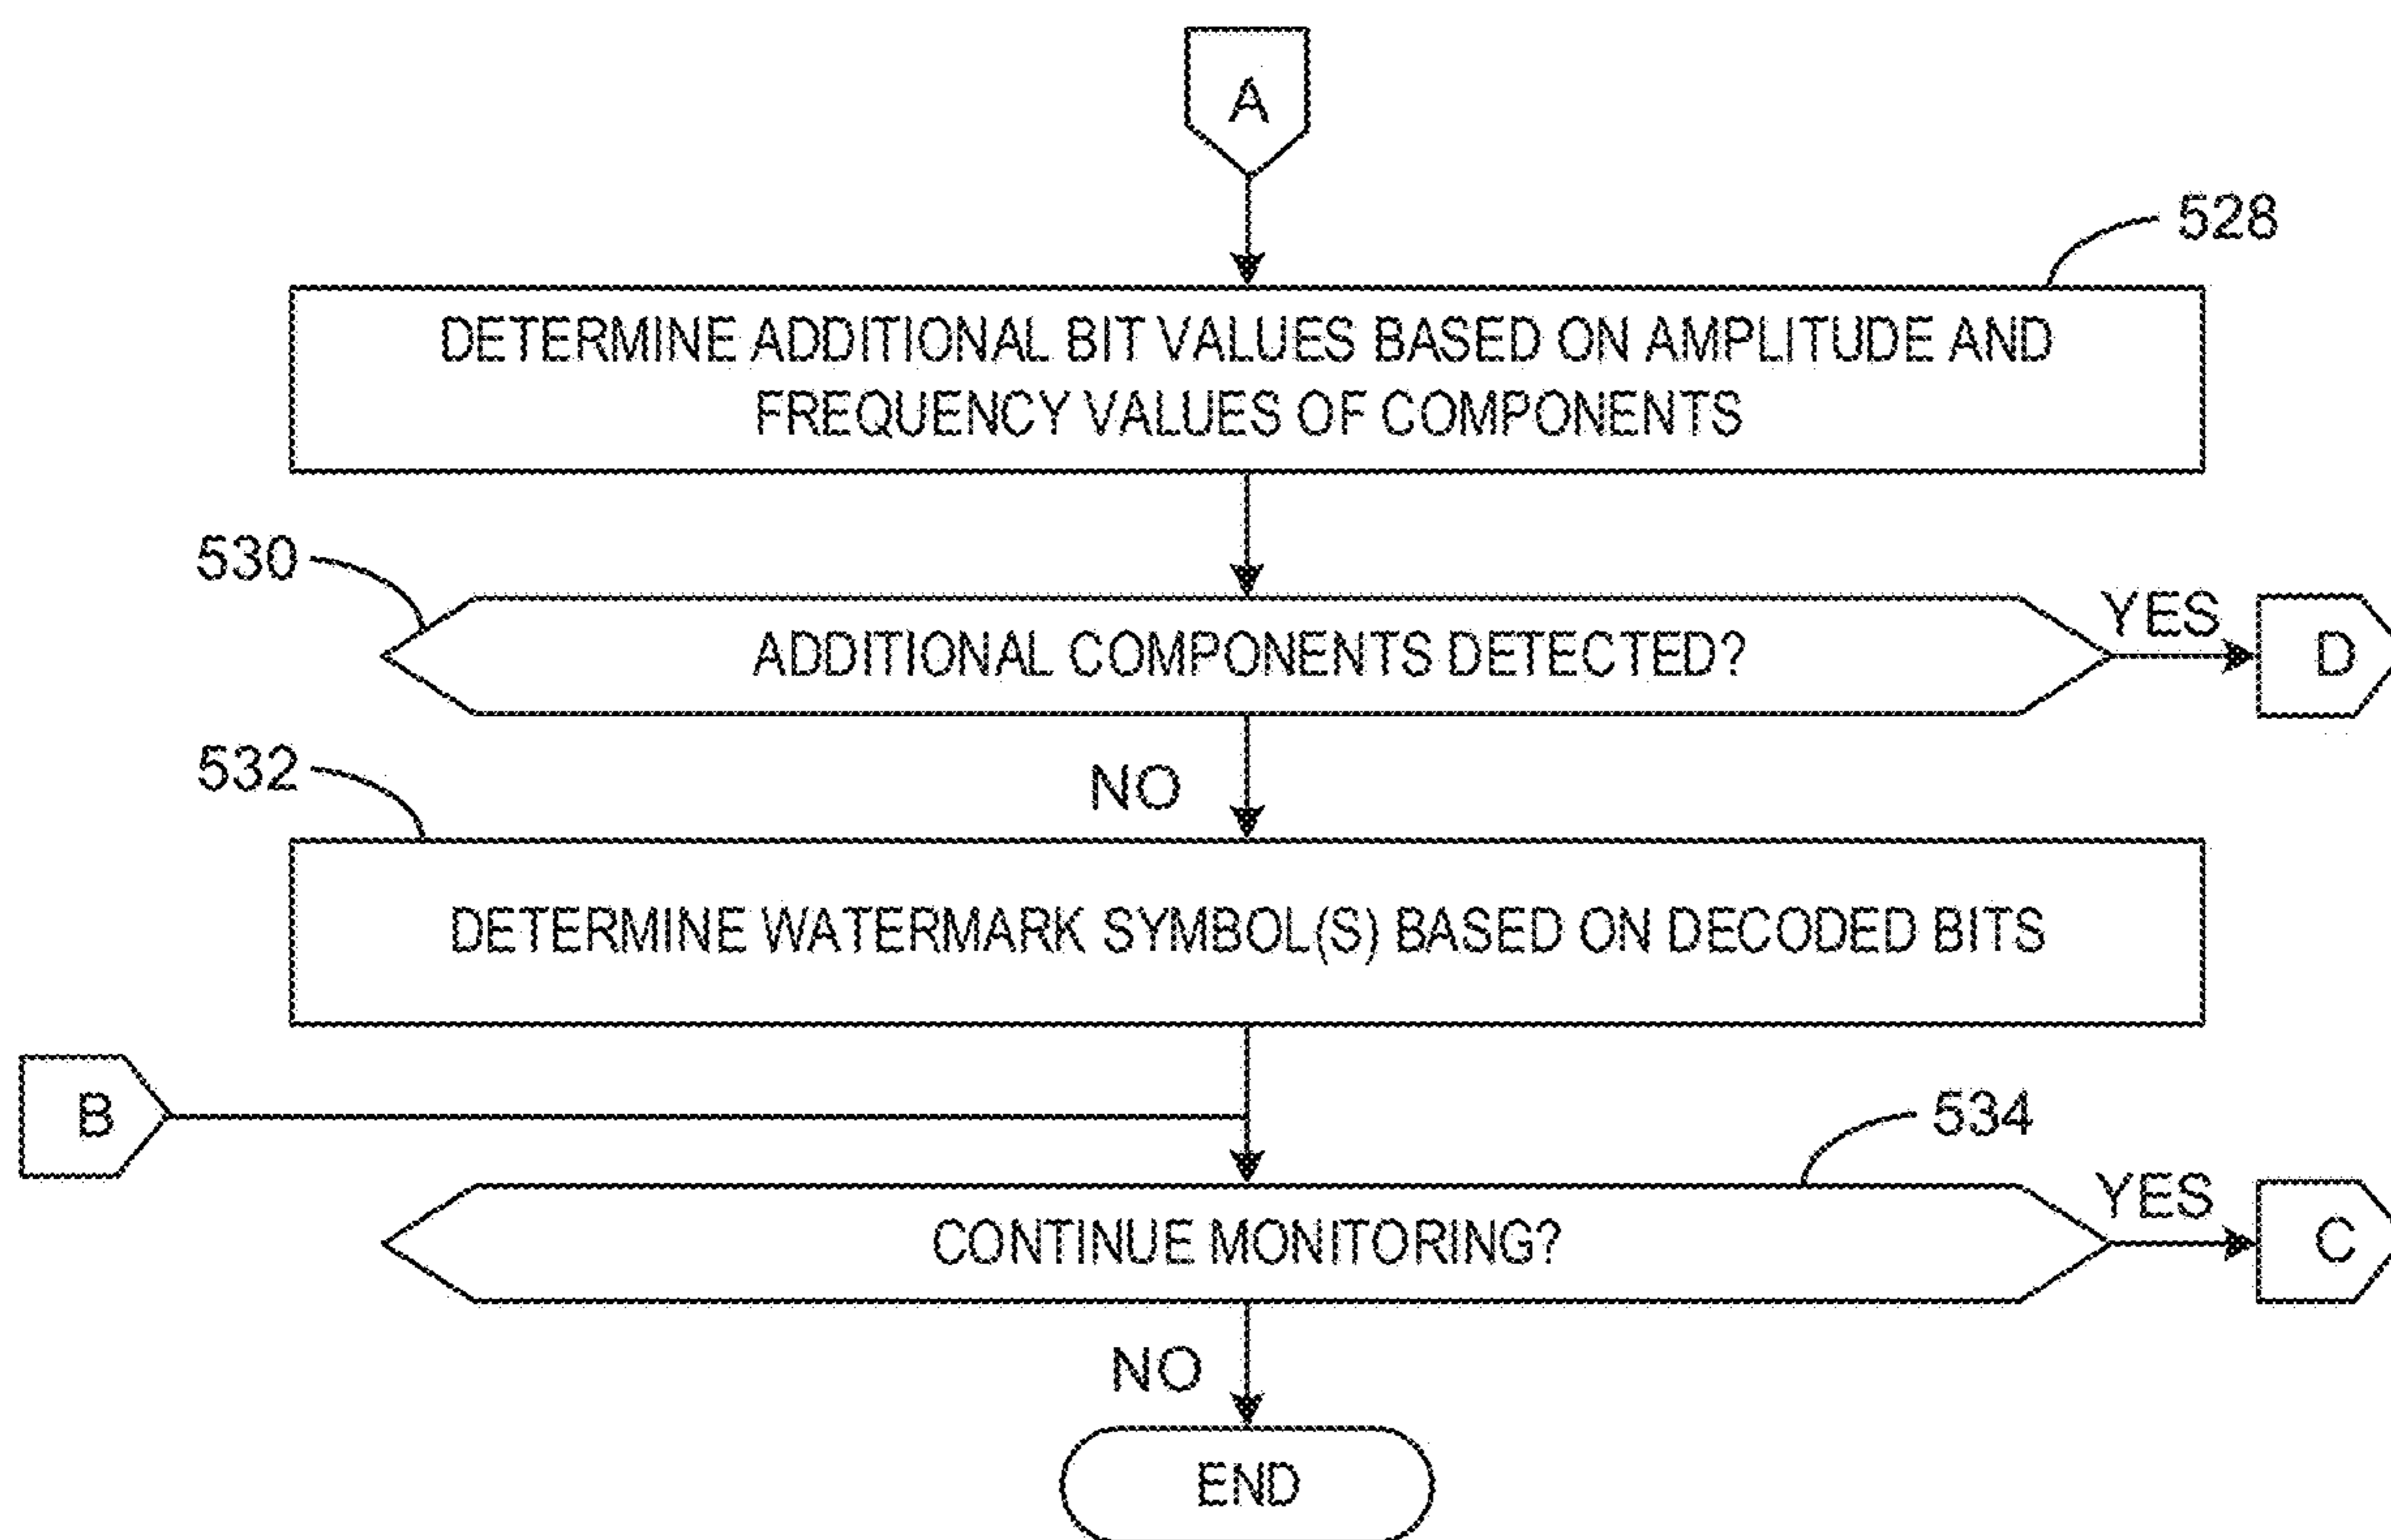 A
528
DETERMINE ADDITIONAL BIT VALUES BASED ON AMPLITUDE AND
FREQUENCY VALUES OF COMPONENTS
530
ADDITIONAL COMPONENTS DETECTED?
YES
D
NO
532
DETERMINE WATERMARK SYMBOL(S) BASED ON DECODED BITS
B
534
CONTINUE MONITORING?
YES
C
NO
END